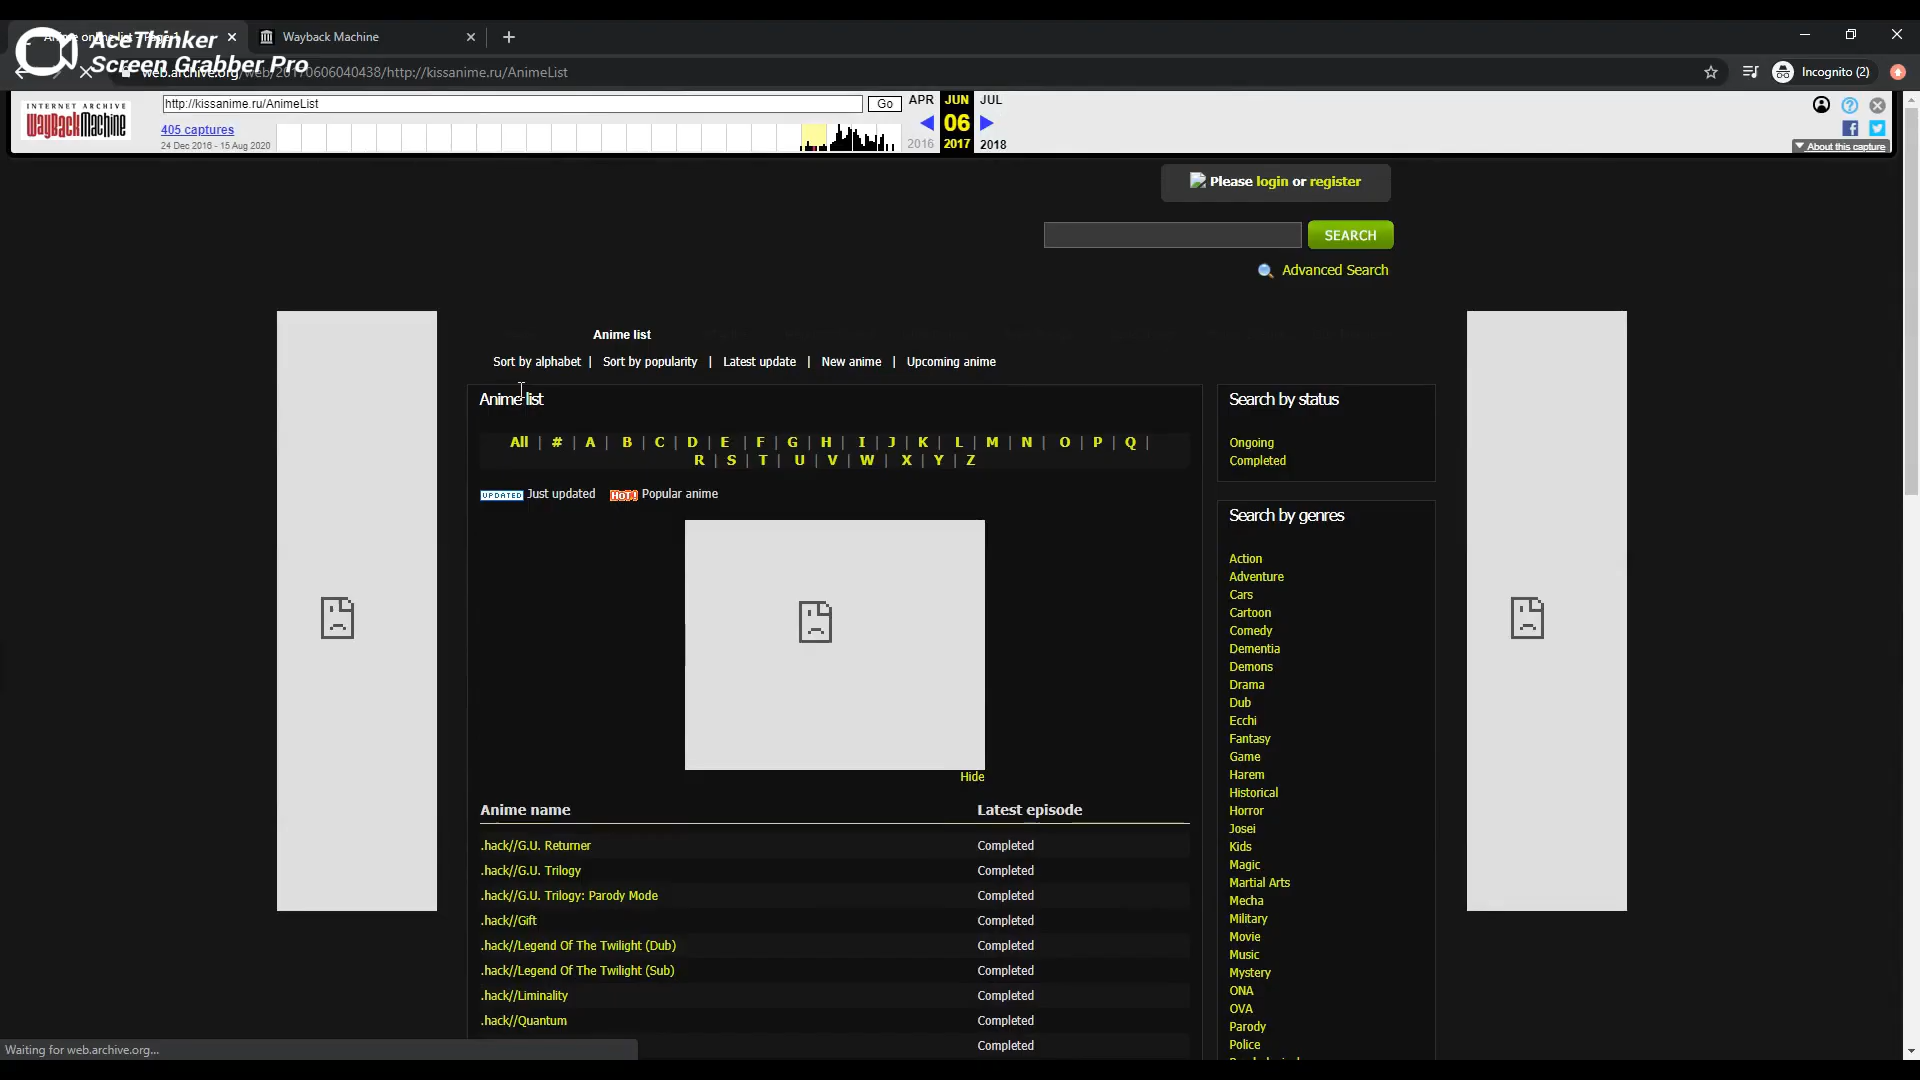 AceThinker
Screen Grabber Pro
Wayback Machine
web.archive.org/web/20170606040438/http://kissanime.ru/AnimeList
Incognito (2)
INTERNET ARCHIVE
WayBack Machine
http://kissanime.ru/AnimeList
Go
APR JUN JUL
405 captures
06
24 Dec 2016 - 15 Aug 2020
2016 2017 2018
About this capture
Please login or register
SEARCH
Advanced Search
Anime list
Sort by alphabet | Sort by popularity | Latest update | New anime | Upcoming anime
Anime list
All | # | A | B | C | D | E | F | G | H | I | J | K | L | M | N | O | P | Q |
R | S | T | U | V | W | X | Y | Z
UPDATED Just updated HOT! Popular anime
Hide
Anime name Latest episode
.hack//G.U. Returner Completed
.hack//G.U. Trilogy Completed
.hack//G.U. Trilogy: Parody Mode Completed
.hack//Gift Completed
.hack//Legend Of The Twilight (Dub) Completed
.hack//Legend Of The Twilight (Sub) Completed
.hack//Liminality Completed
.hack//Quantum Completed
Completed
Search by status
Ongoing
Completed
Search by genres
Action
Adventure
Cars
Cartoon
Comedy
Dementia
Demons
Drama
Dub
Ecchi
Fantasy
Game
Harem
Historical
Horror
Josei
Kids
Magic
Martial Arts
Mecha
Military
Movie
Music
Mystery
ONA
OVA
Parody
Police
Waiting for web.archive.org...